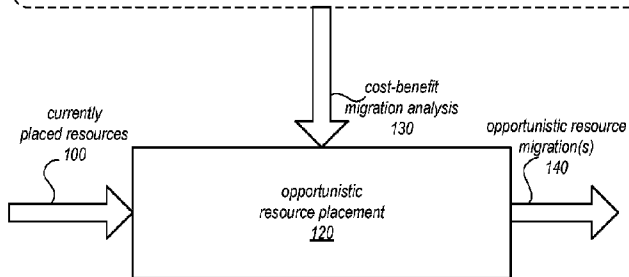 cost-benefit
migration analysis
130
currently
placed resources
100
opportunistic resource
migration(s)
140
opportunistic
resource placement
120